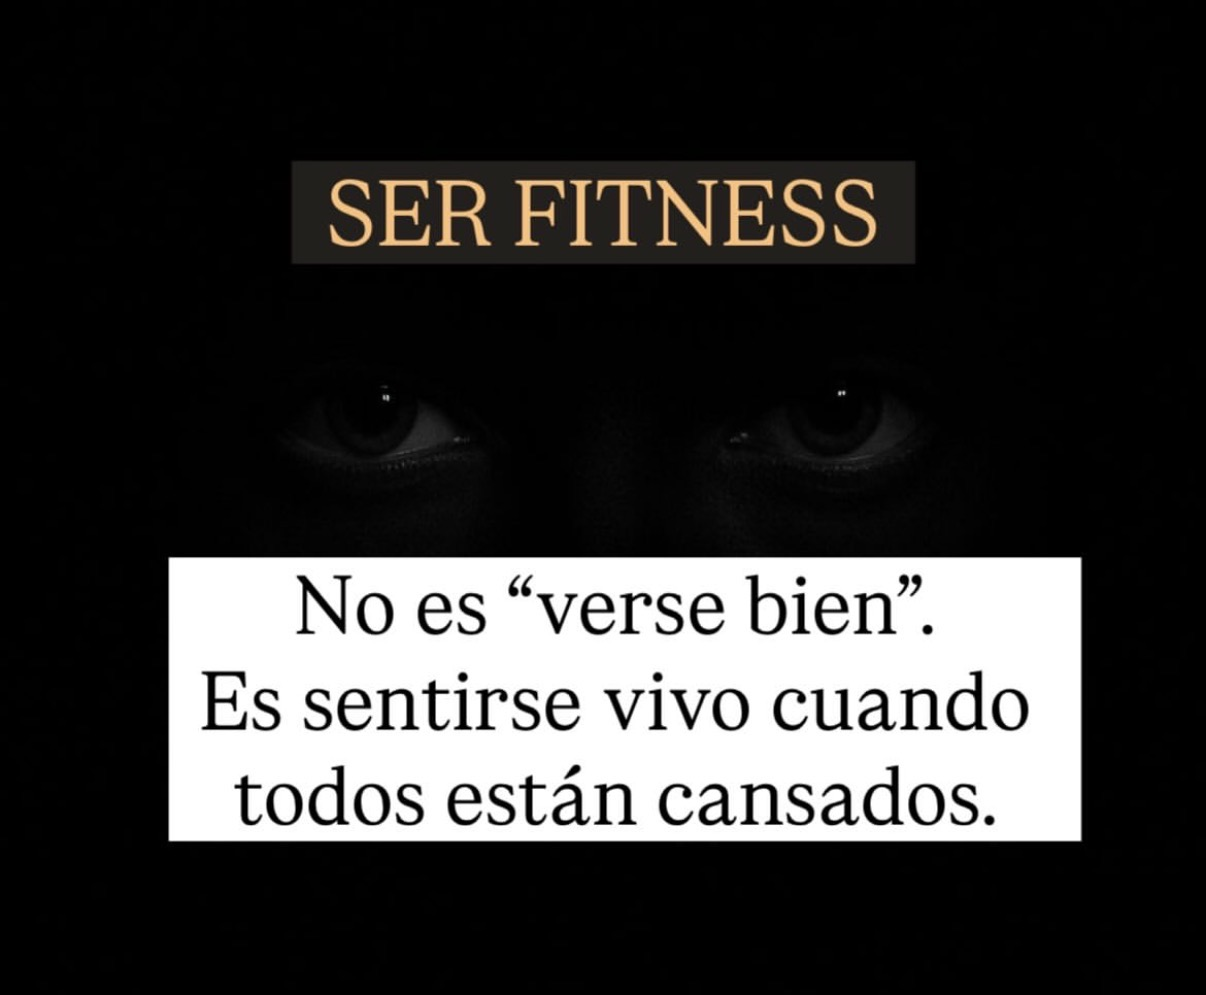 SER FITNESS
No es “verse bien”.
Es sentirse vivo cuando
todos están cansados.